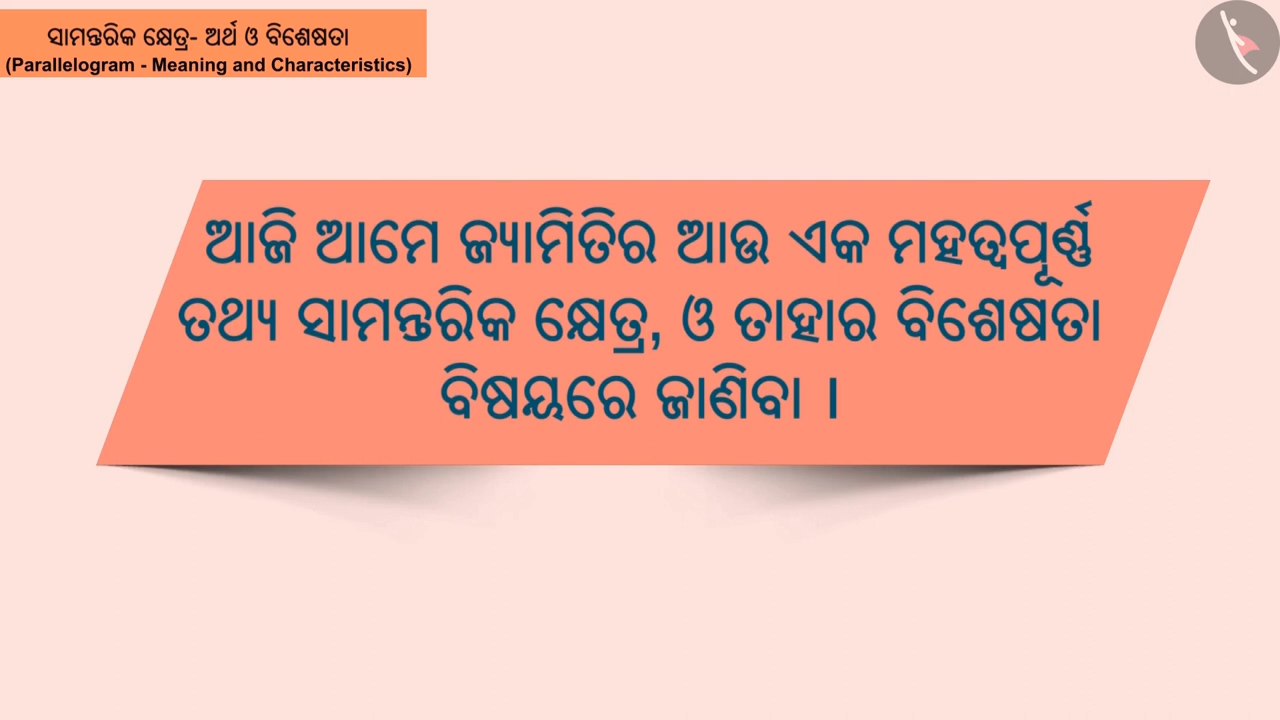 ସାମନ୍ତରିକ କ୍ଷେତ୍ର- ଅର୍ଥ ଓ ବିଶେଷତା
(Parallelogram - Meaning and Characteristics)
ଆଜି ଆମେ ଜ୍ୟାମିତିର ଆଉ ଏକ ମହତ୍ୱପୂର୍ଣ୍ଣ
ତଥ୍ୟ ସାମନ୍ତରିକ କ୍ଷେତ୍ର, ଓ ତାହାର ବିଶେଷତା
ବିଷୟରେ ଜାଣିବା ।